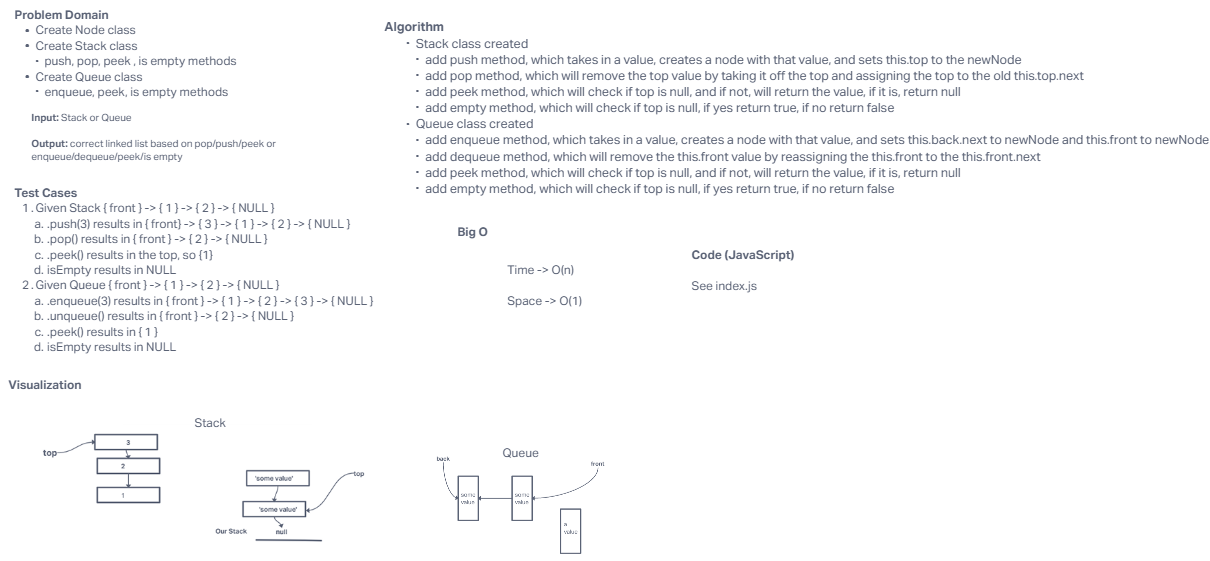 Problem Domain
• Create Node class
• Create Stack class
• push, pop, peek , is empty methods
• Create Queue class
• enqueue, peek, is empty methods
Input: Stack or Queue
Output: correct linked list based on pop/push/peek or
enqueue/dequeue/peek/is empty
Test Cases
1. Given Stack { front } -> { 1 } -> { 2 } -> { NULL }
a. .push(3) results in { front} -> { 3 } -> { 1 } -> { 2 } -> { NULL }
b. .pop() results in { front } -> { 2 } -> { NULL }
c. .peek() results in the top, so {1}
d. isEmpty results in NULL
2. Given Queue { front } -> { 1 } -> { 2 } -> { NULL }
a. .enqueue(3) results in { front } -> { 1 } -> { 2 } -> { 3 } -> { NULL }
b. .unqueue() results in { front } -> { 2 } -> { NULL }
c. .peek() results in { 1 }
d. isEmpty results in NULL
Algorithm
• Stack class created
• add push method, which takes in a value, creates a node with that value, and sets this.top to the newNode
• add pop method, which will remove the top value by taking it off the top and assigning the top to the old this.top.next
• add peek method, which will check if top is null, and if not, will return the value, if it is, return null
• add empty method, which will check if top is null, if yes return true, if no return false
• Queue class created
• add enqueue method, which takes in a value, creates a node with that value, and sets this.back.next to newNode and this.front to newNode
• add dequeue method, which will remove the this.front value by reassigning the this.front to the this.front.next
• add peek method, which will check if top is null, and if not, will return the value, if it is, return null
• add empty method, which will check if top is null, if yes return true, if no return false
Big O
Time -> O(n)
Space -> O(1)
Code (JavaScript)
See index.js
Visualization
Stack
top
3
2
1
'some value'
top
'some value'
Our Stack
null
Queue
back
front
some
value
some
value
a
value